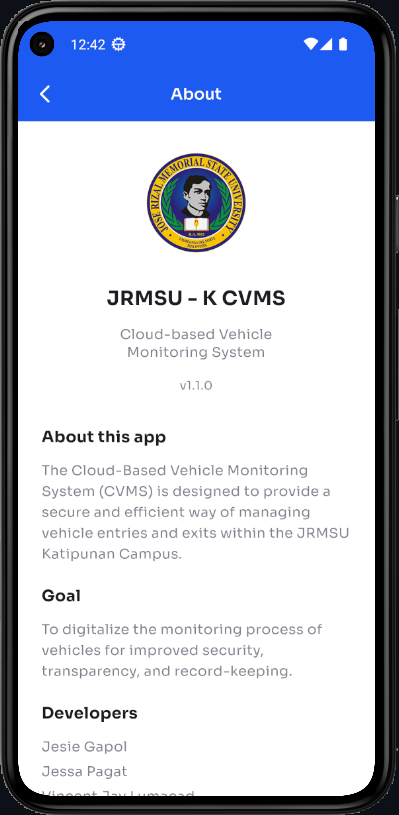 12:42
About
JOSE RIZAL MEMORIAL STATE UNIVERSITY
JRMSU - K CVMS
Cloud-based Vehicle
Monitoring System
v1.1.0
About this app
The Cloud-Based Vehicle Monitoring
System (CVMS) is designed to provide a
secure and efficient way of managing
vehicle entries and exits within the JRMSU
Katipunan Campus.
Goal
To digitalize the monitoring process of
vehicles for improved security,
transparency, and record-keeping.
Developers
Jesie Gapol
Jessa Pagat
Vincent Jay Lumagad